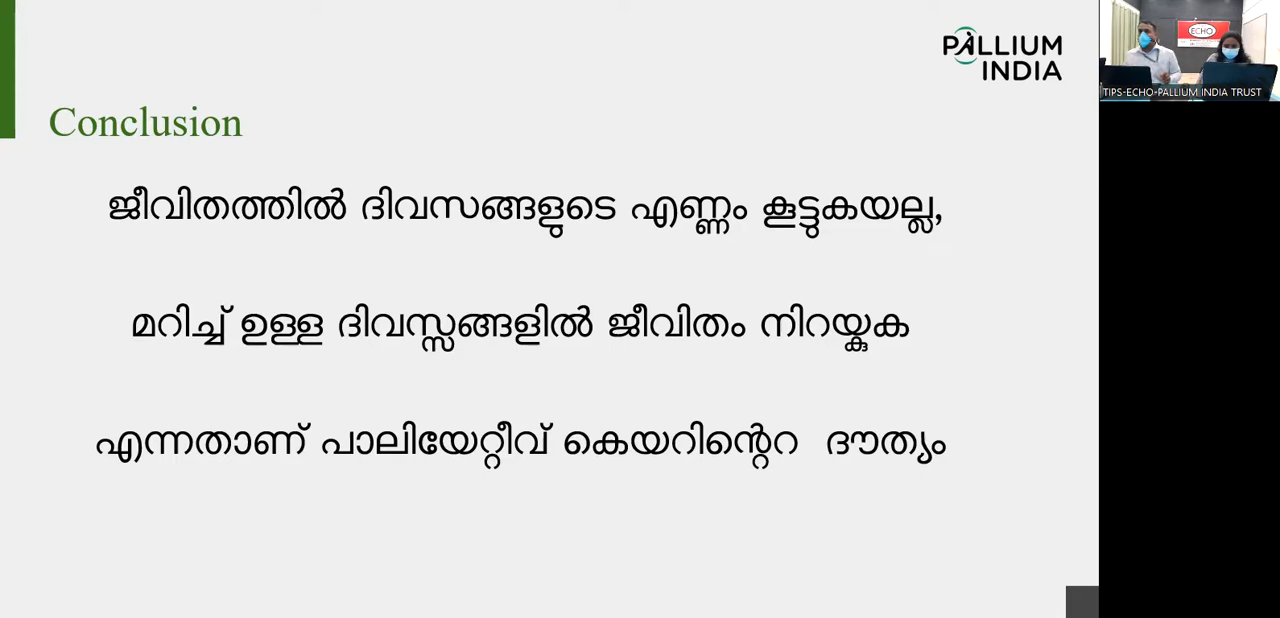 PALLIUM
INDIA
ECHO
TIPS-ECHO-PALLIUM INDIA TRUST
Conclusion
ജീവിതത്തിൽ ദിവസങ്ങളുടെ എണ്ണം കൂട്ടുകയല്ല,
മറിച്ച് ഉള്ള ദിവസ്സങ്ങളിൽ ജീവിതം നിറയ്ക്കുക
എന്നതാണ് പാലിയേറ്റീവ് കെയറിന്റെറ ദൗത്യം